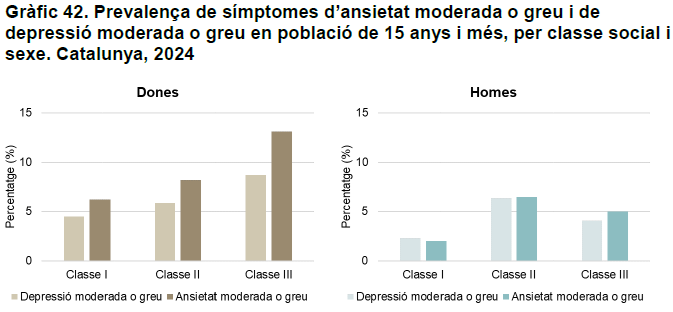 Gràfic 42. Prevalença de símptomes d’ansietat moderada o greu i de
depressió moderada o greu en població de 15 anys i més, per classe social i
sexe. Catalunya, 2024
Dones
15
10
5
0
Percentatge (%)
Classe I
Classe II
Classe III
Depressió moderada o greu
Ansietat moderada o greu
Homes
15
10
5
0
Percentatge (%)
Classe I
Classe II
Classe III
Depressió moderada o greu
Ansietat moderada o greu